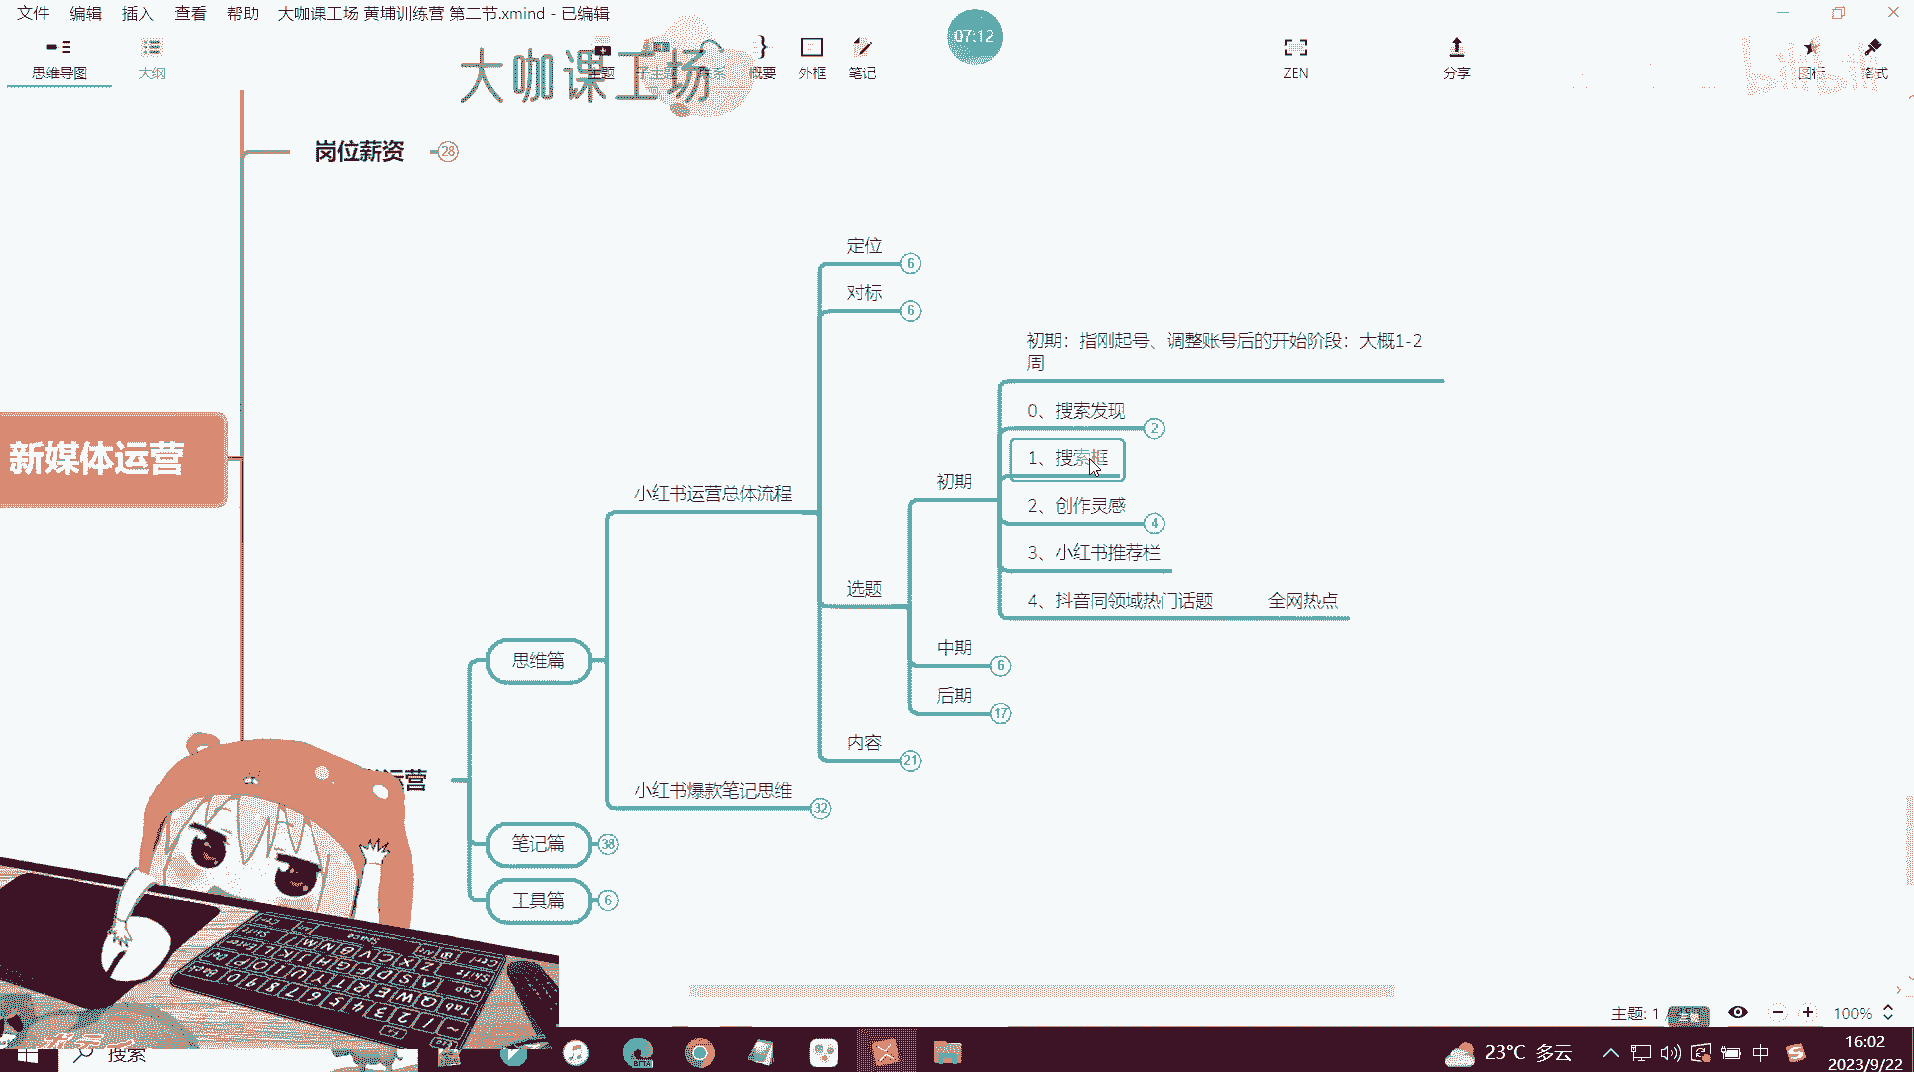 文件 编辑 插入 查看 帮助 大咖课工场 黄埔训练营 第二节.xmind - 已编辑
07:12
思维导图 大纲 主题 子主题 概要 外框 笔记 ZEN 分享 图标 格式
大咖课工场
bilibili
岗位薪资 28
定位 6
对标 6
初期：指刚起号、调整账号后的开始阶段：大概1-2
周
0、搜索发现 2
1、搜索框
新媒体运营
初期
小红书运营总体流程
2、创作灵感 4
3、小红书推荐栏
选题
4、抖音同领域热门话题 全网热点
中期 6
思维篇
后期 17
内容 21
运营
小红书爆款笔记思维 32
笔记篇 38
工具篇 6
主题: 1 /
100%
搜索
BETA
23°C 多云
中
16:02
2023/9/22